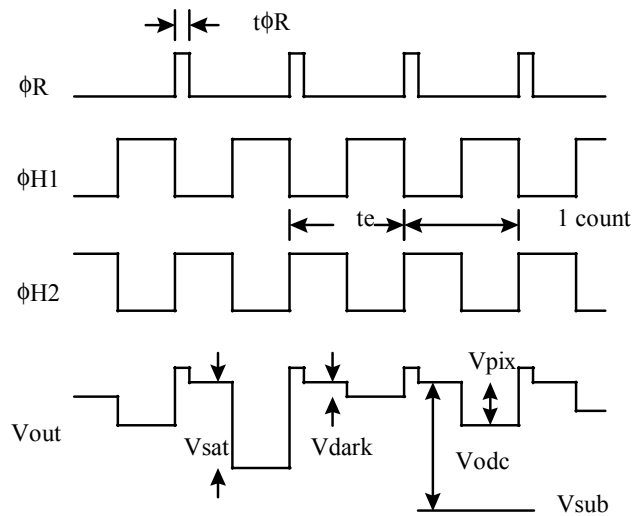 tϕR
ϕR
ϕH1
te
1 count
ϕH2
Vpix
Vout
Vsat
Vdark
Vodc
Vsub